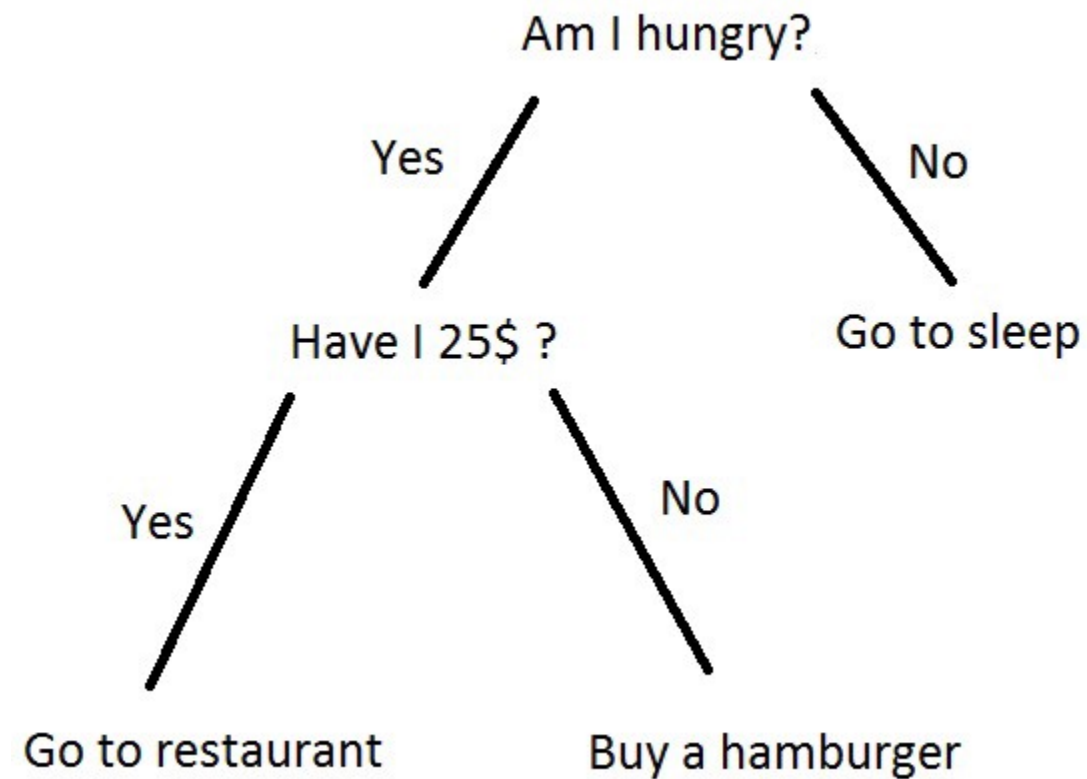 Am I hungry?
Yes
No
Have I 25$ ?
Go to sleep
Yes
No
Go to restaurant
Buy a hamburger